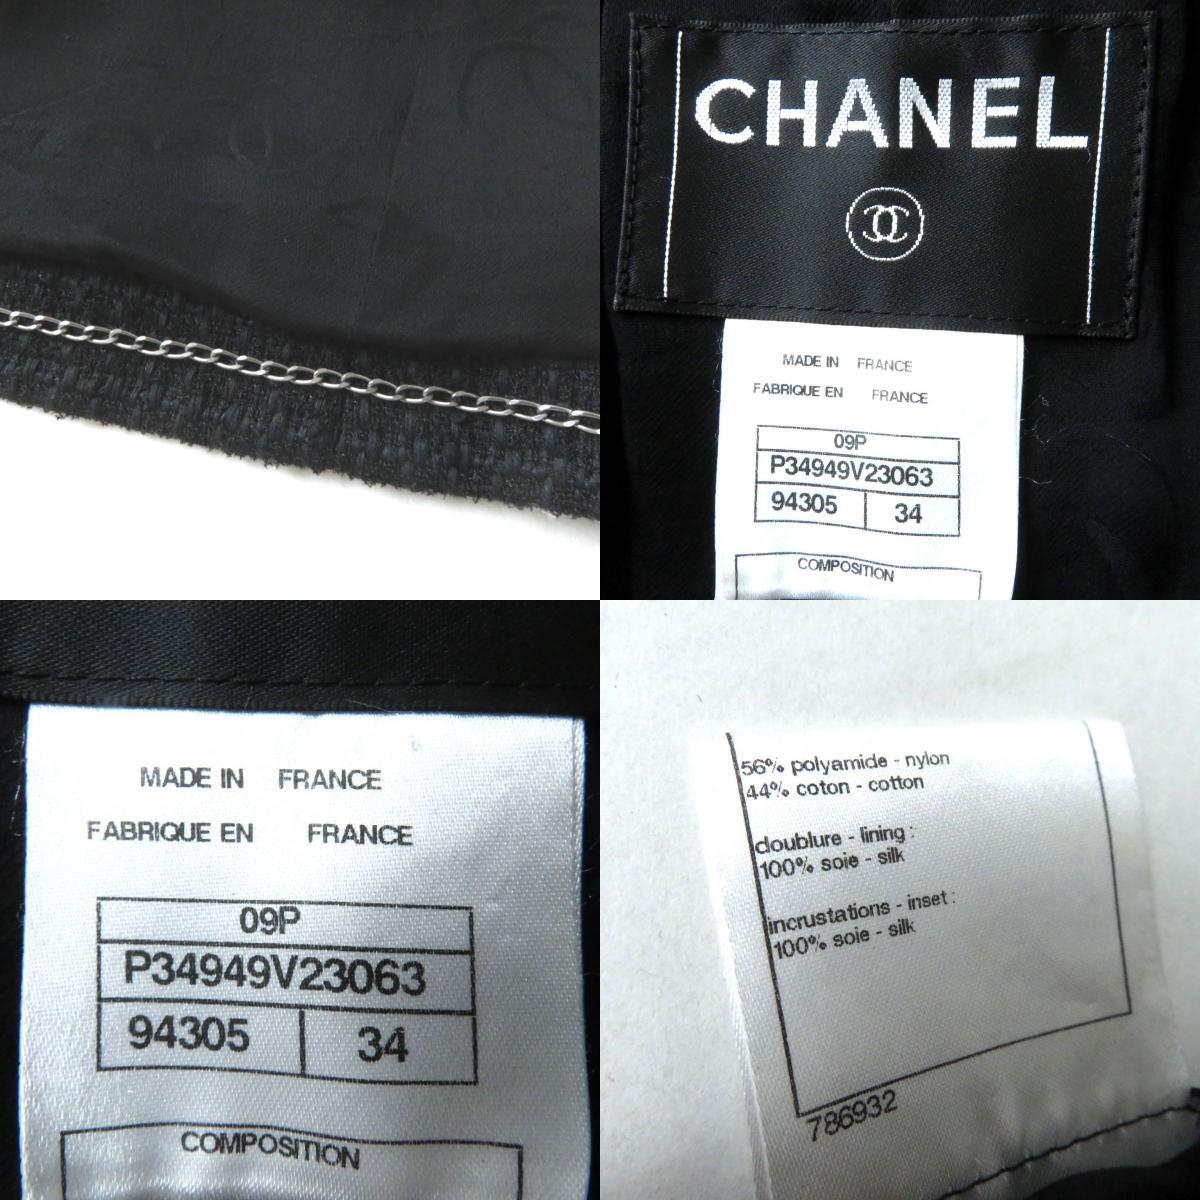 CHANEL
MADE IN FRANCE
FABRIQUE EN FRANCE
09P
P34949V23063
94305 34
COMPOSITION
MADE IN FRANCE
FABRIQUE EN FRANCE
09P
P34949V23063
94305 34
COMPOSITION
56% polyamide - nylon
44% coton - cotton
doublure - lining :
100% soie - silk
incrustations - inset :
100% soie - silk
786932